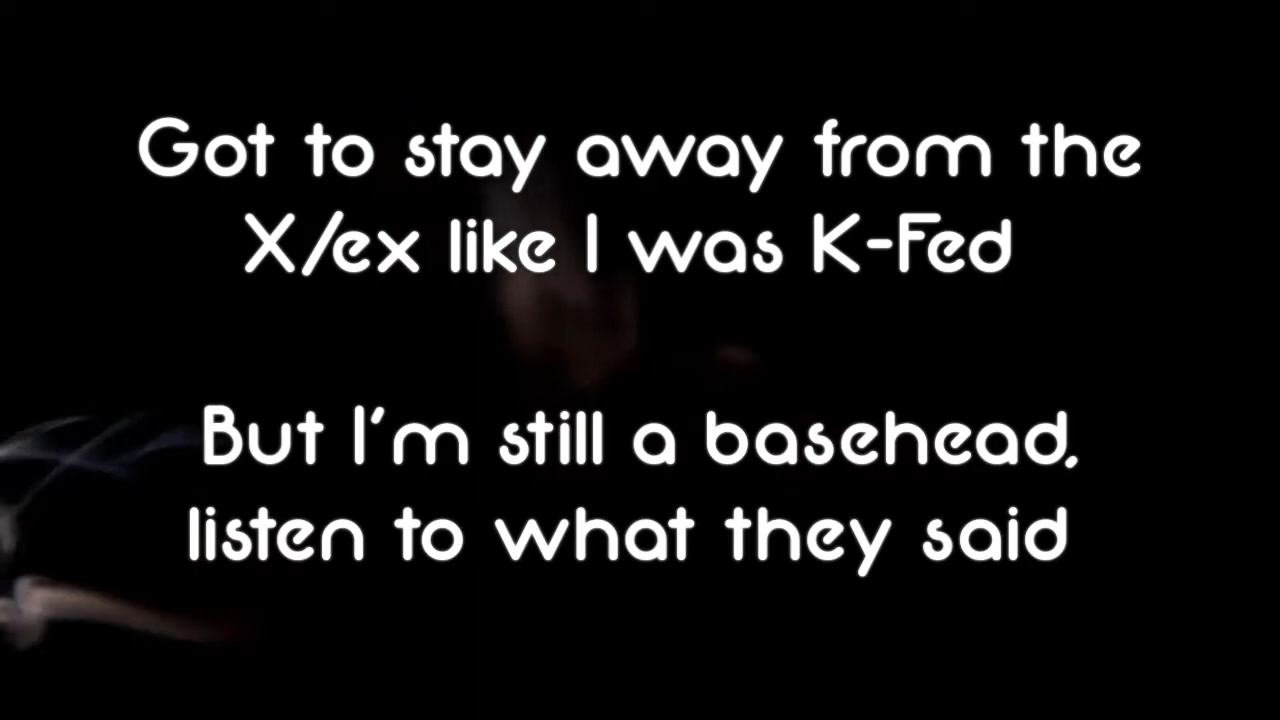 Got to stay away from the
X/ex like I was K-Fed
But I'm still a basehead,
listen to what they said